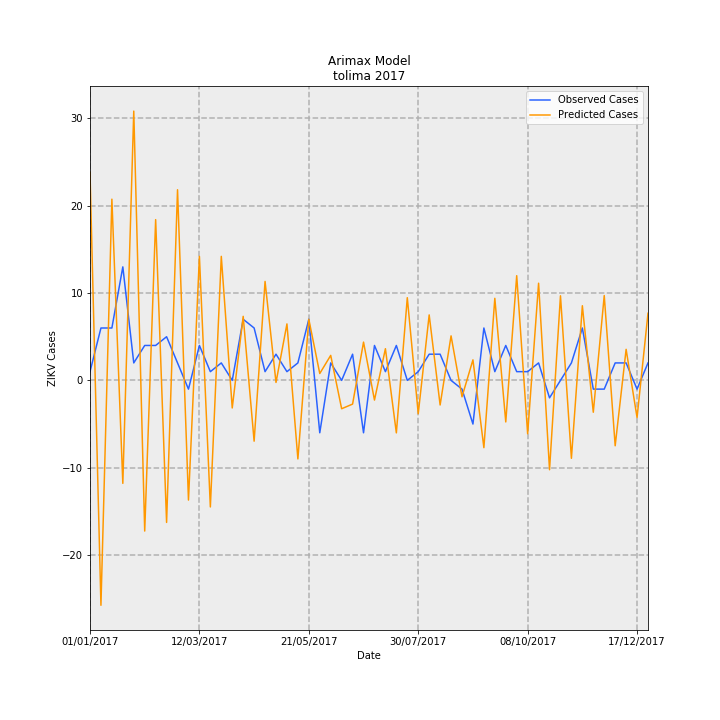 Arimax Model
tolima 2017
Observed Cases
Predicted Cases
ZIKV Cases
30
20
10
0
−10
−20
01/01/2017
12/03/2017
21/05/2017
30/07/2017
08/10/2017
17/12/2017
Date